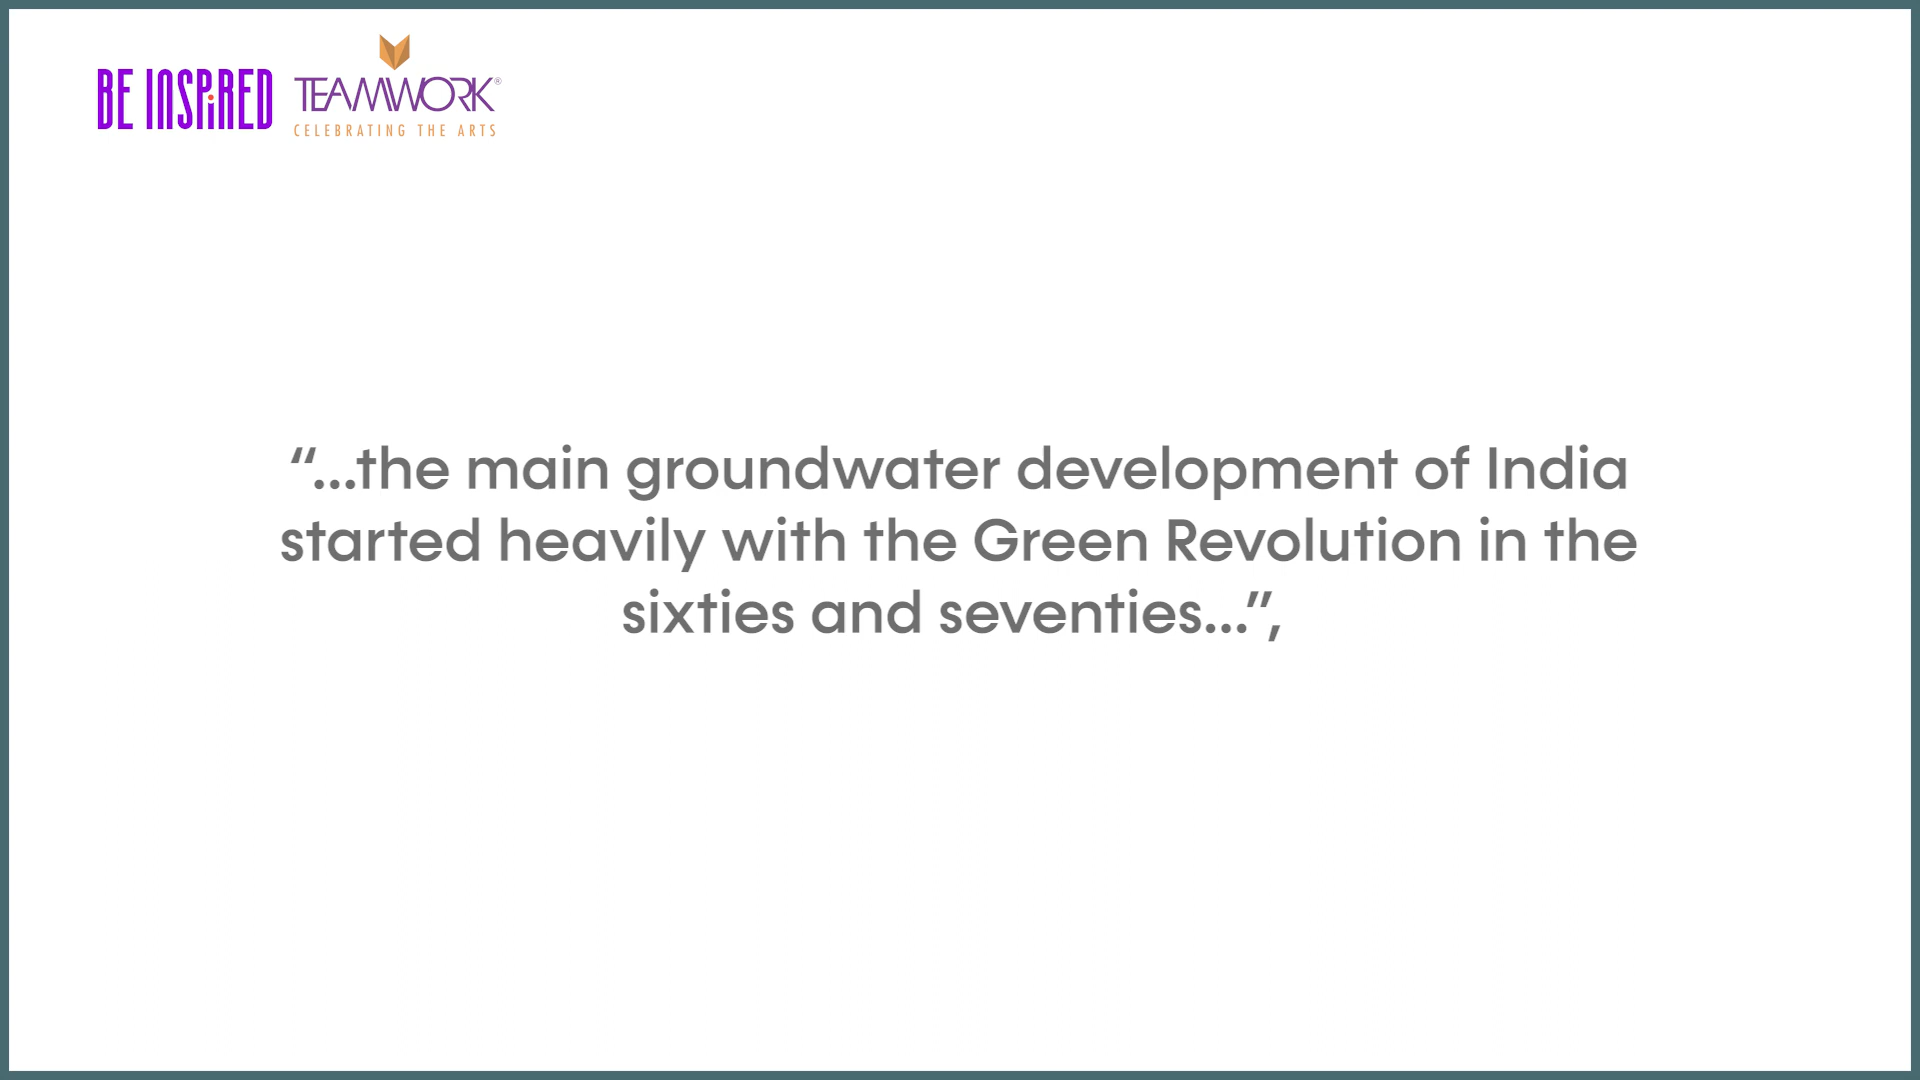 BE INSPiRED
TEAMWORK®
CELEBRATING THE ARTS
“...the main groundwater development of India
started heavily with the Green Revolution in the
sixties and seventies...”,